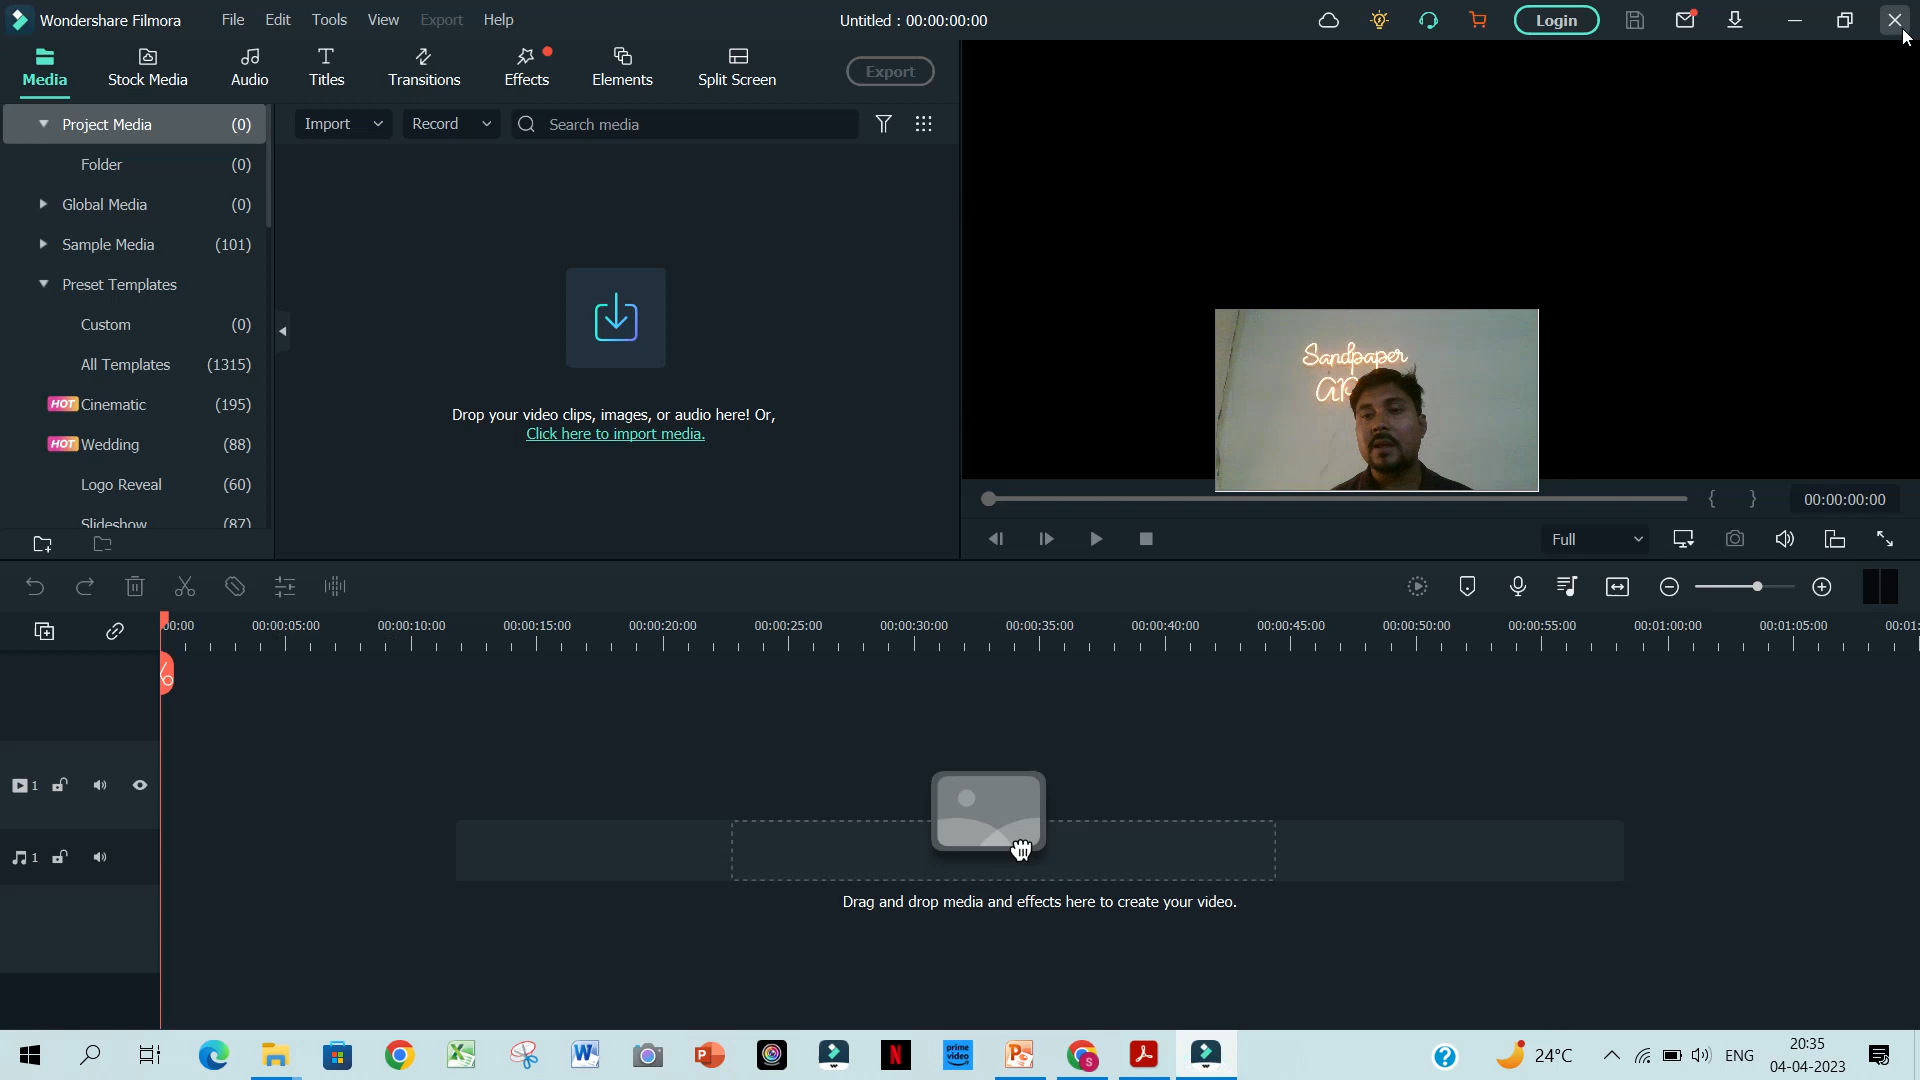 Wondershare Filmora File Edit Tools View Export Help Untitled : 00:00:00:00 Login
Media Stock Media Audio Titles Transitions Effects Elements Split Screen Export
Project Media (0)
Folder (0)
Global Media (0)
Sample Media (101)
Preset Templates
Custom (0)
All Templates (1315)
HOT Cinematic (195)
HOT Wedding (88)
Logo Reveal (60)
Slideshow (87)
Import Record Search media
Drop your video clips, images, or audio here! Or,
Click here to import media.
Sandpaper
{ } 00:00:00:00
Full
00:00 00:00:05:00 00:00:10:00 00:00:15:00 00:00:20:00 00:00:25:00 00:00:30:00 00:00:35:00 00:00:40:00 00:00:45:00 00:00:50:00 00:00:55:00 00:01:00:00 00:01:05:00 00:01:
1
1
Drag and drop media and effects here to create your video.
24°C ENG 20:35
04-04-2023